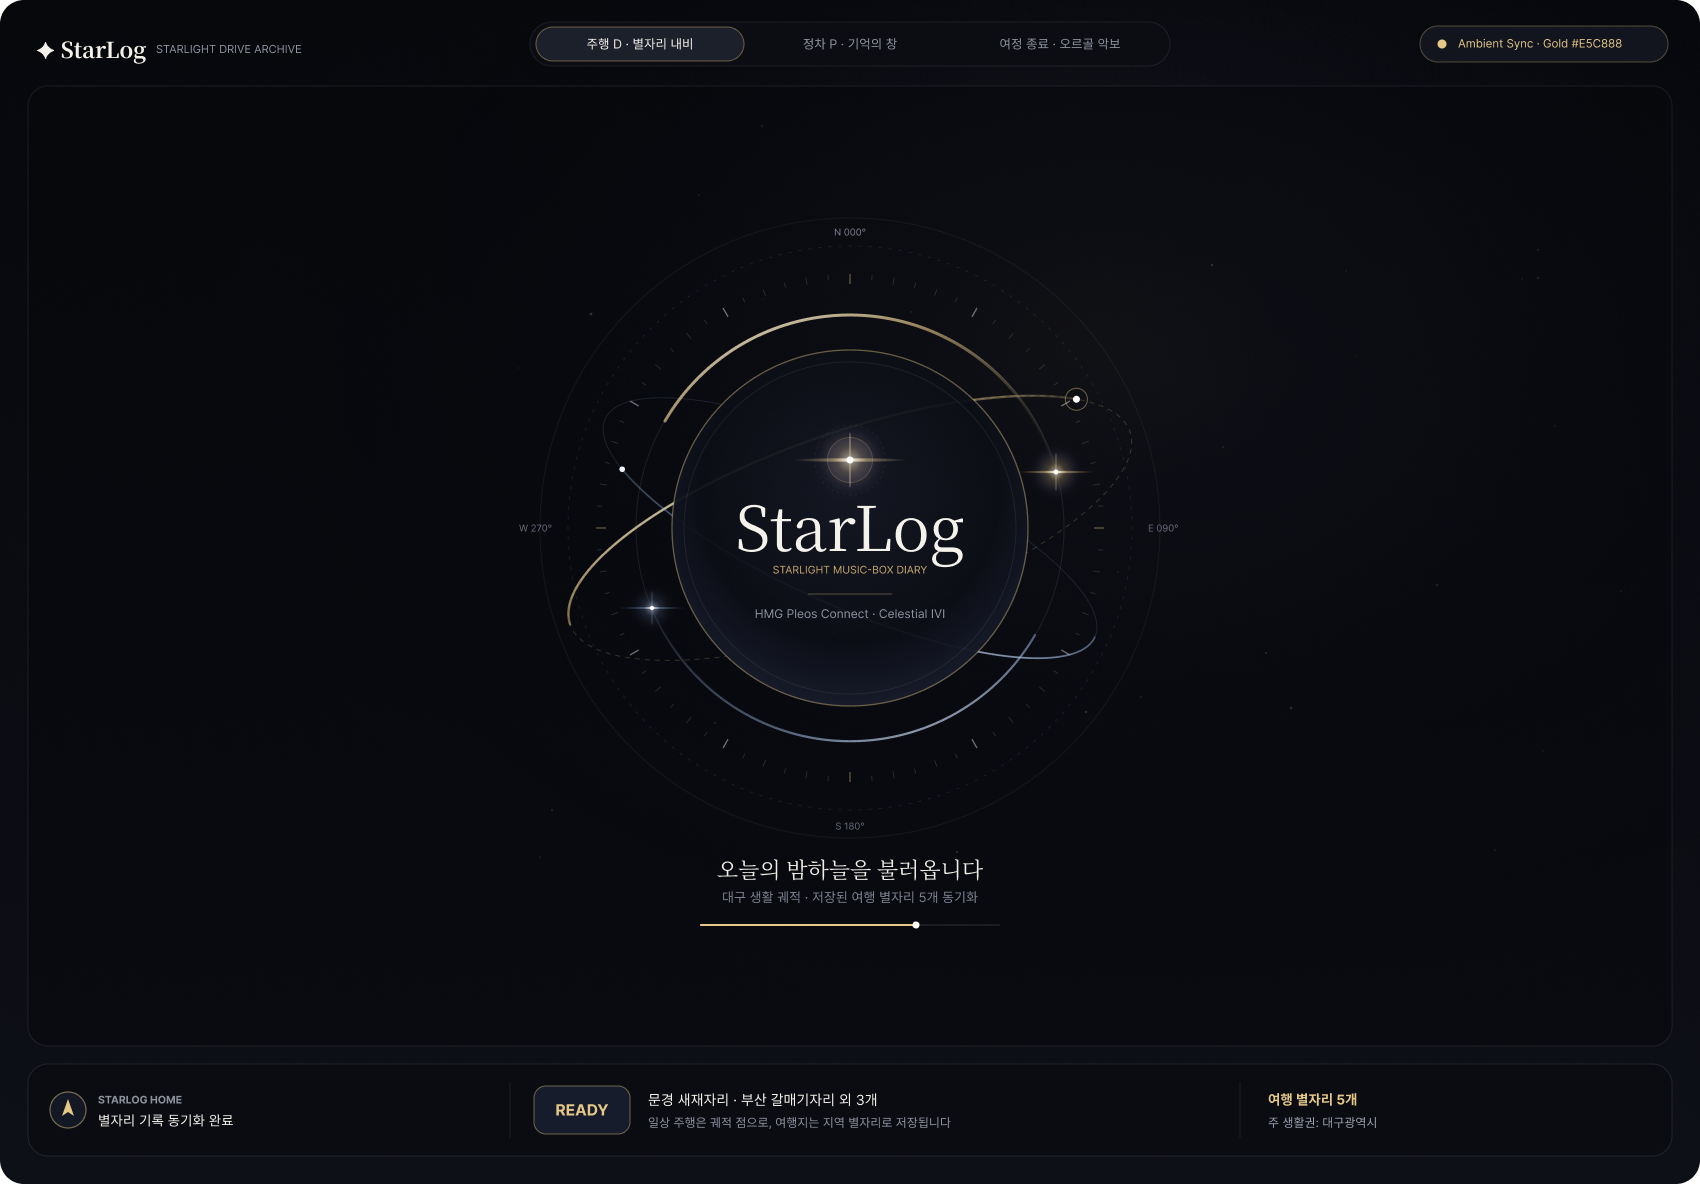 StarLog STARLIGHT DRIVE ARCHIVE
주행 D · 별자리 내비
정차 P · 기억의 창
여정 종료 · 오르골 악보
Ambient Sync · Gold #E5C888
N 000°
W 270°
E 090°
StarLog
STARLIGHT MUSIC-BOX DIARY
HMG Pleos Connect · Celestial IVI
S 180°
오늘의 밤하늘을 불러옵니다
대구 생활 궤적 · 저장된 여행 별자리 5개 동기화
STARLOG HOME
별자리 기록 동기화 완료
READY
문경 새재자리 · 부산 갈매기자리 외 3개
일상 주행은 궤적 점으로, 여행지는 지역 별자리로 저장됩니다
여행 별자리 5개
주 생활권: 대구광역시